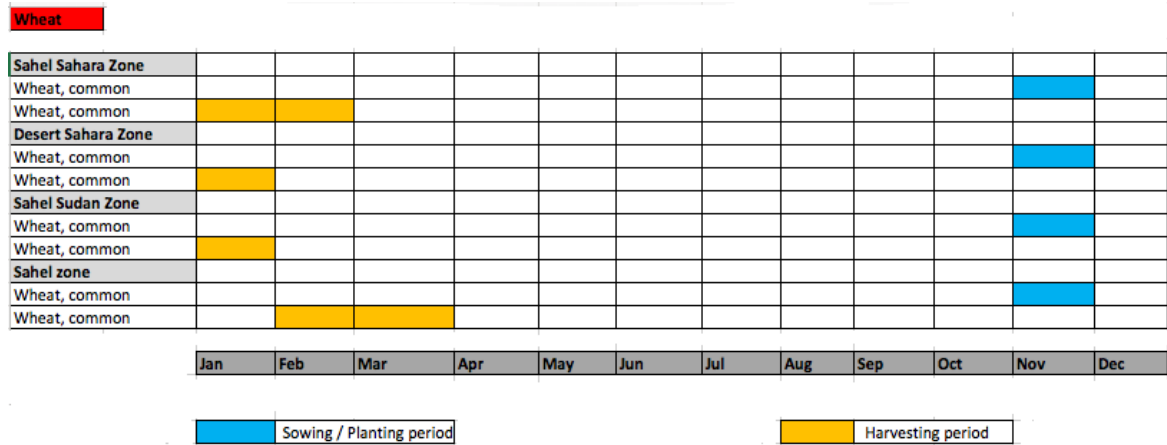 Wheat
Sahel Sahara Zone
Wheat, common
Wheat, common
Desert Sahara Zone
Wheat, common
Wheat, common
Sahel Sudan Zone
Wheat, common
Wheat, common
Sahel zone
Wheat, common
Wheat, common
Jan Feb Mar Apr May Jun Jul Aug Sep Oct Nov Dec
Sowing / Planting period Harvesting period